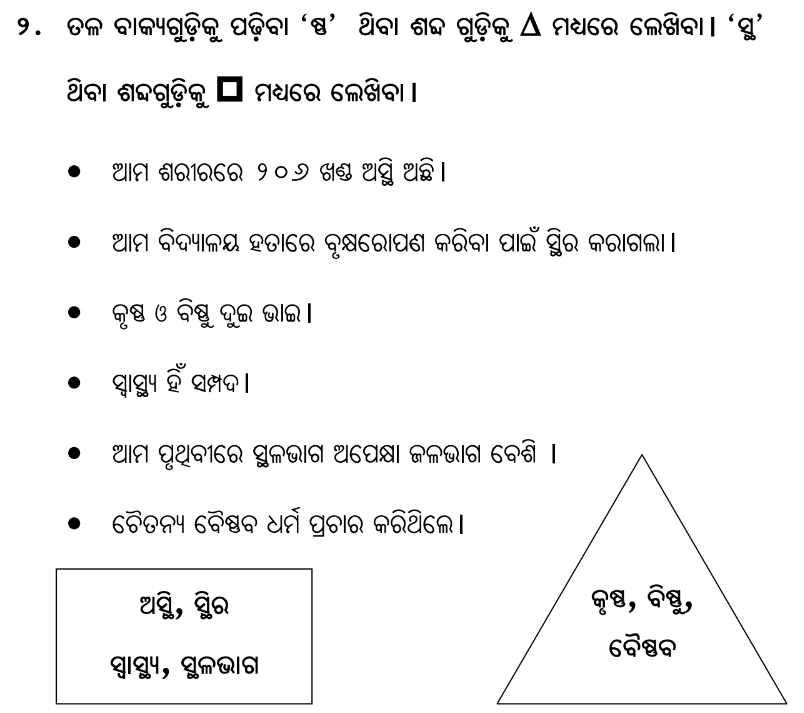 ୨. ତଳ ବାକ୍ୟଗୁଡ଼ିକୁ ପଢ଼ିବା ‘ଷ୍ଣ’ ଥିବା ଶବ୍ଦ ଗୁଡ଼ିକୁ Δ ମଧ୍ୟରେ ଲେଖିବା। ‘ସ୍ଥ’
ଥିବା ଶବ୍ଦଗୁଡ଼ିକୁ □ ମଧ୍ୟରେ ଲେଖିବା।
• ଆମ ଶରୀରରେ ୨୦୬ ଖଣ୍ଡ ଅସ୍ଥି ଅଛି।
• ଆମ ବିଦ୍ୟାଳୟ ହତାରେ ବୃକ୍ଷରୋପଣ କରିବା ପାଇଁ ସ୍ଥିର କରାଗଲା।
• କୃଷ୍ଣ ଓ ବିଷ୍ଣୁ ଦୁଇ ଭାଇ।
• ସ୍ୱାସ୍ଥ୍ୟ ହିଁ ସମ୍ପଦ।
• ଆମ ପୃଥିବୀରେ ସ୍ଥଳଭାଗ ଅପେକ୍ଷା ଜଳଭାଗ ବେଶି ।
• ଚୈତନ୍ୟ ବୈଷ୍ଣବ ଧର୍ମ ପ୍ରଚାର କରିଥିଲେ।
ଅସ୍ଥି, ସ୍ଥିର
ସ୍ୱାସ୍ଥ୍ୟ, ସ୍ଥଳଭାଗ
କୃଷ୍ଣ, ବିଷ୍ଣୁ,
ବୈଷ୍ଣବ